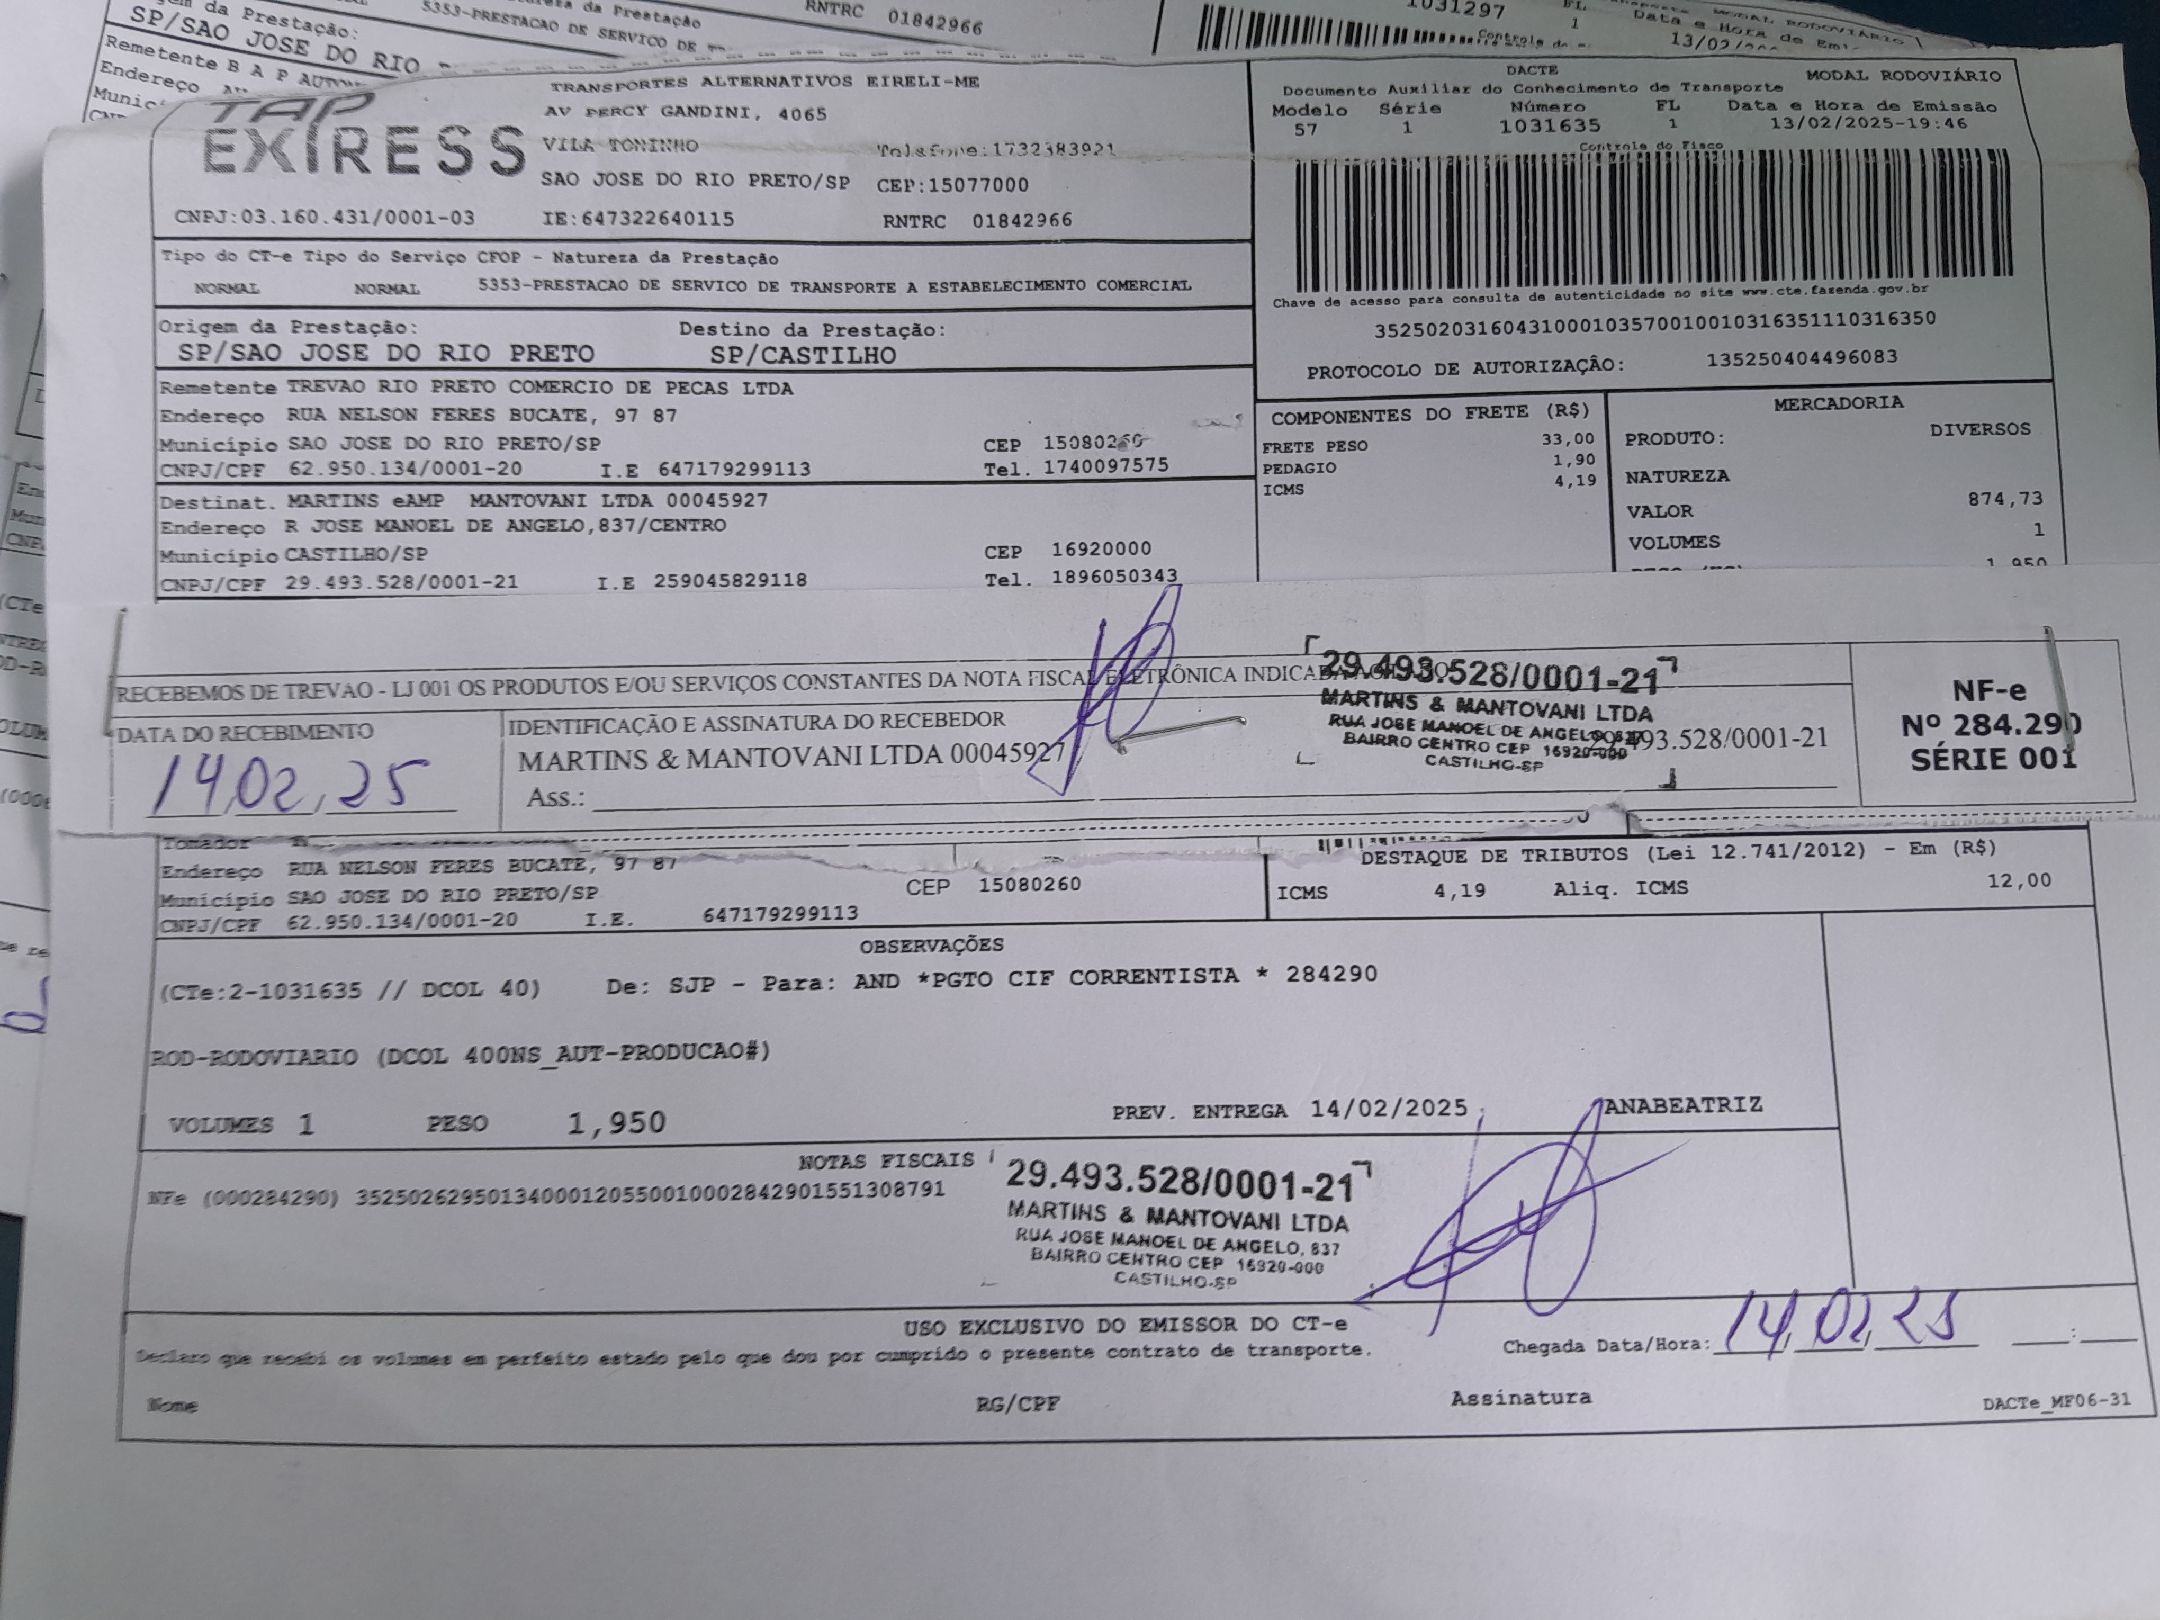 da Prestação:
SP/SAO JOSE DO RIO
Remetente B A P
Endereço
5353-PRESTACAO DE SERVICO DE
RNTRC 01842966
1031297
FL
1
Data e Hora de
MODAL RODOVIÁRIO
TAP
EXPRESS
TRANSPORTES ALTERNATIVOS EIRELI-ME
AV PERCY GANDINI, 4065
VILA TONINHO
Telefone:1732383921
SAO JOSE DO RIO PRETO/SP CEP:15077000
CNPJ:03.160.431/0001-03 IE:647322640115 RNTRC 01842966
DACTE
MODAL RODOVIÁRIO
Documento Auxiliar do Conhecimento de Transporte
Modelo Série Número FL Data e Hora de Emissão
57 1 1031635 1 13/02/2025-19:46
Controle do Fisco
Chave de acesso para consulta de autenticidade no site www.cte.fazenda.gov.br
35250203160431000103570010010316351110316350
PROTOCOLO DE AUTORIZAÇÃO: 135250404496083
Tipo do CT-e Tipo do Serviço CFOP - Natureza da Prestação
NORMAL NORMAL 5353-PRESTACAO DE SERVICO DE TRANSPORTE A ESTABELECIMENTO COMERCIAL
Origem da Prestação: Destino da Prestação:
SP/SAO JOSE DO RIO PRETO SP/CASTILHO
Remetente TREVAO RIO PRETO COMERCIO DE PECAS LTDA
Endereço RUA NELSON FERES BUCATE, 97 87
Município SAO JOSE DO RIO PRETO/SP CEP 15080260
CNPJ/CPF 62.950.134/0001-20 I.E 647179299113 Tel. 1740097575
Destinat. MARTINS eAMP MANTOVANI LTDA 00045927
Endereço R JOSE MANOEL DE ANGELO,837/CENTRO
Município CASTILHO/SP CEP 16920000
CNPJ/CPF 29.493.528/0001-21 I.E 259045829118 Tel. 1896050343
COMPONENTES DO FRETE (R$)
FRETE PESO 33,00
PEDAGIO 1,90
ICMS 4,19
MERCADORIA
PRODUTO: DIVERSOS
NATUREZA
VALOR 874,73
VOLUMES 1
1,950
RECEBEMOS DE TREVAO - LJ 001 OS PRODUTOS E/OU SERVIÇOS CONSTANTES DA NOTA FISCAL ELETRÔNICA INDICADA
DATA DO RECEBIMENTO
14,02,25
IDENTIFICAÇÃO E ASSINATURA DO RECEBEDOR
MARTINS & MANTOVANI LTDA 00045927
.493.528/0001-21
Ass.:
29.493.528/0001-21
MARTINS & MANTOVANI LTDA
RUA JOSE MANOEL DE ANGELO, 837
BAIRRO CENTRO CEP 16920-000
CASTILHO-SP
NF-e
Nº 284.290
SÉRIE 001
Tomador
Endereço RUA NELSON FERES BUCATE, 97 87
Município SAO JOSE DO RIO PRETO/SP CEP 15080260
CNPJ/CPF 62.950.134/0001-20 I.E. 647179299113
DESTAQUE DE TRIBUTOS (Lei 12.741/2012) - Em (R$)
ICMS 4,19 Aliq. ICMS 12,00
OBSERVAÇÕES
(CTe:2-1031635 // DCOL 40) De: SJP - Para: AND *PGTO CIF CORRENTISTA * 284290
ROD-RODOVIARIO (DCOL 400NS_AUT-PRODUCAO#)
VOLUMES 1 PESO 1,950 PREV. ENTREGA 14/02/2025 ANABEATRIZ
NOTAS FISCAIS
NFe (000284290) 35250262950134000120550010002842901551308791
29.493.528/0001-21
MARTINS & MANTOVANI LTDA
RUA JOSE MANOEL DE ANGELO, 837
BAIRRO CENTRO CEP 16920-000
CASTILHO-SP
USO EXCLUSIVO DO EMISSOR DO CT-e
Declaro que recebi os volumes em perfeito estado pelo que dou por cumprido o presente contrato de transporte.
Chegada Data/Hora: 14,02,25 :
Nome RG/CPF Assinatura
DACTe_MF06-31